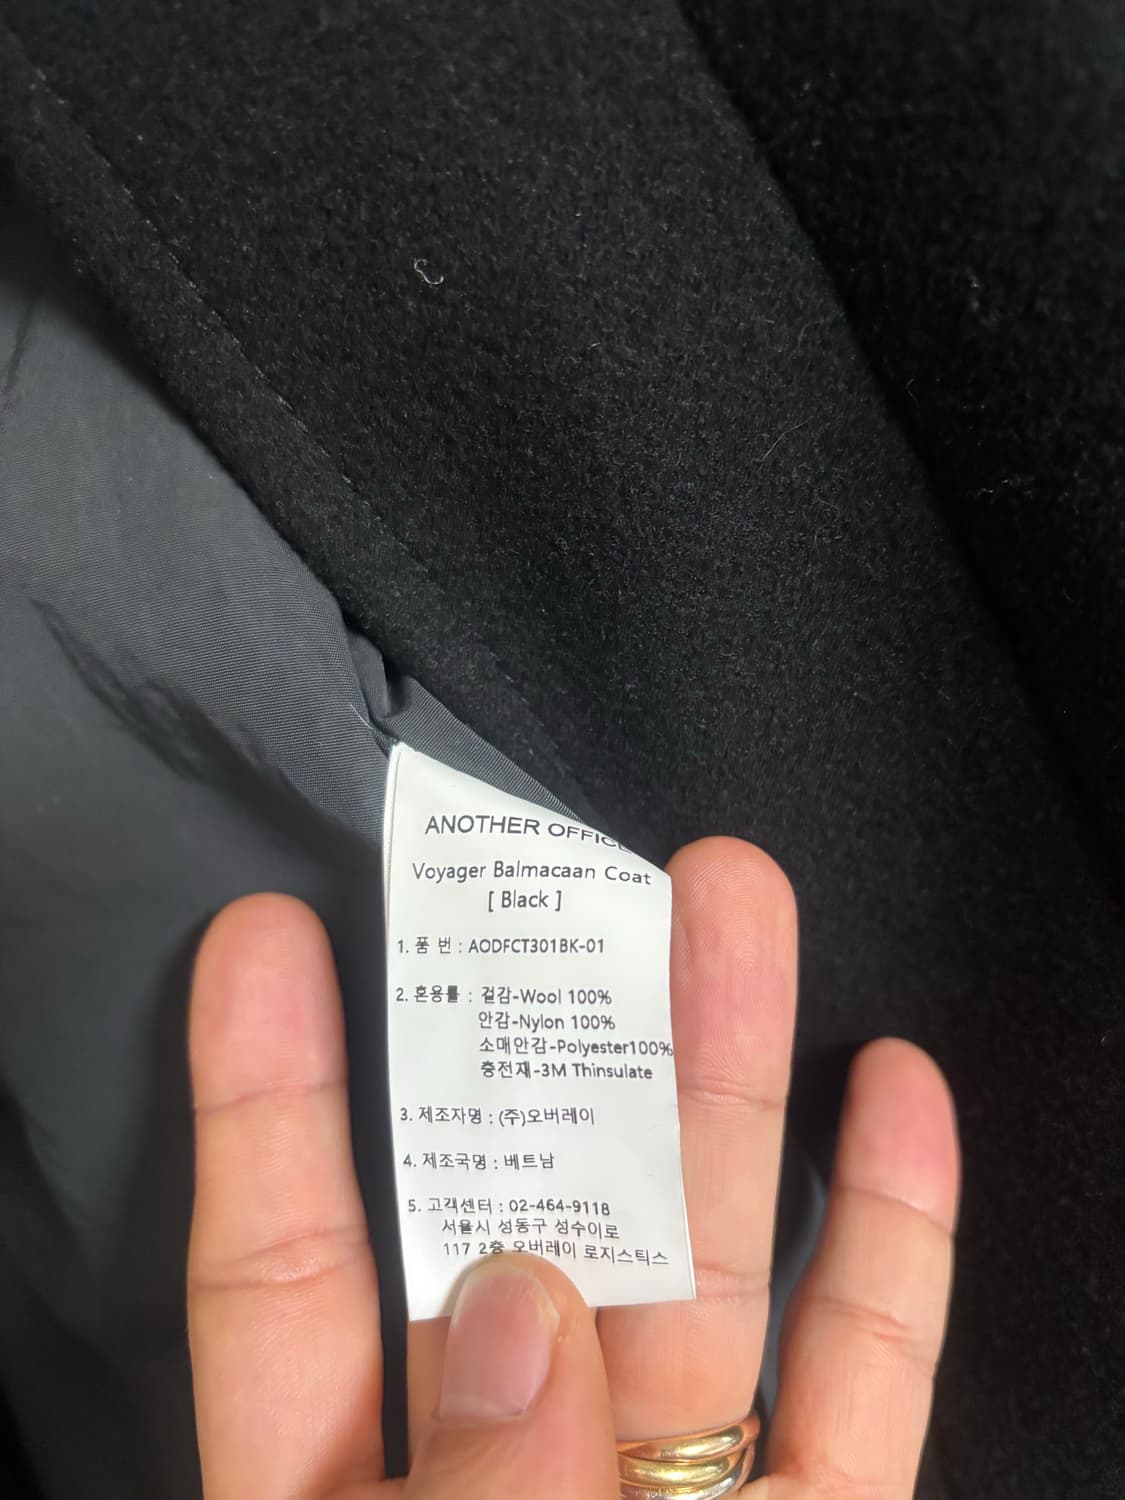 ANOTHER OFFICE
Voyager Balmacaan Coat
[ Black ]
1. 품 번 : AODFCT301BK-01
2. 혼용률 : 겉감-Wool 100%
안감-Nylon 100%
소매안감-Polyester100%
충전재-3M Thinsulate
3. 제조자명 : (주)오버레이
4. 제조국명 : 베트남
5. 고객센터 : 02-464-9118
서울시 성동구 성수이로
117 2층 오버레이 로지스틱스